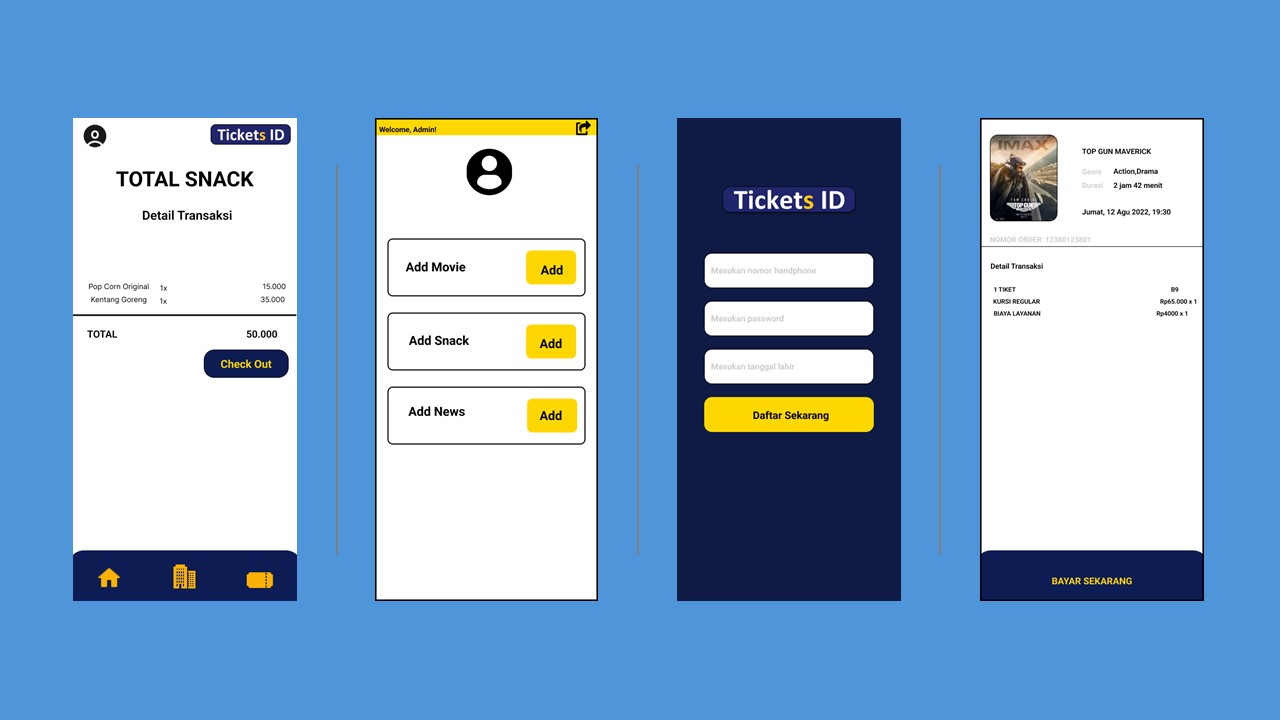 Tickets ID
TOTAL SNACK
Detail Transaksi
Pop Corn Original 1x 15.000
Kentang Goreng 1x 35.000
TOTAL 50.000
Check Out
Welcome, Admin!
Add Movie Add
Add Snack Add
Add News Add
Tickets ID
Masukan nomor handphone
Masukan password
Masukan tanggal lahir
Daftar Sekarang
IMAX
TOM CRUISE
TOP GUN
TOP GUN MAVERICK
Genre Action,Drama
Durasi 2 jam 42 menit
Jumat, 12 Agu 2022, 19:30
NOMOR ORDER: 12380123801
Detail Transaksi
1 TIKET B9
KURSI REGULAR Rp65.000 x 1
BIAYA LAYANAN Rp4000 x 1
BAYAR SEKARANG